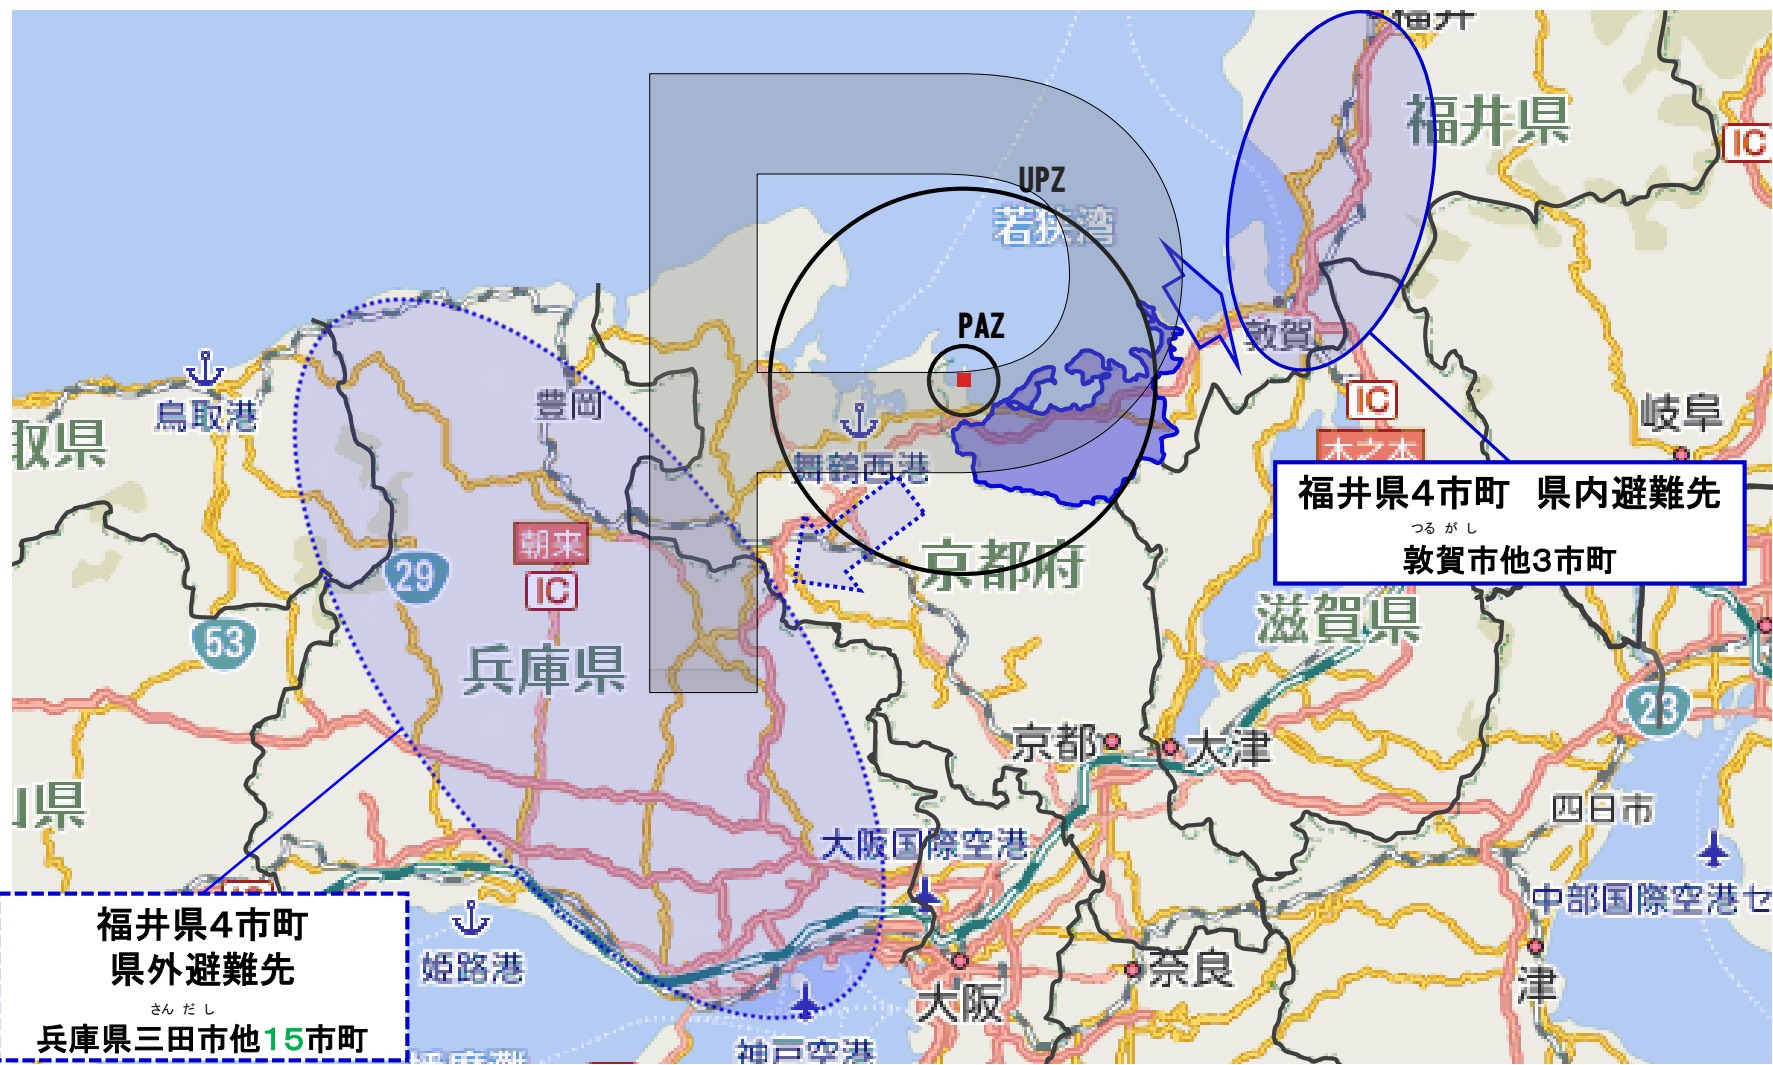 福井
福井県
IC
UPZ
若狭湾
PAZ
敦賀
鳥取港
豊岡
取県
IC
岐阜
木之本
舞鶴西港
福井県4市町　県内避難先
つるがし
敦賀市他3市町
朝来
29
IC
京都府
53
滋賀県
兵庫県
23
京都
大津
山県
四日市
大阪国際空港
中部国際空港セ
福井県4市町
県外避難先
さんだし
兵庫県三田市他15市町
姫路港
奈良
大阪
津
神戸空港